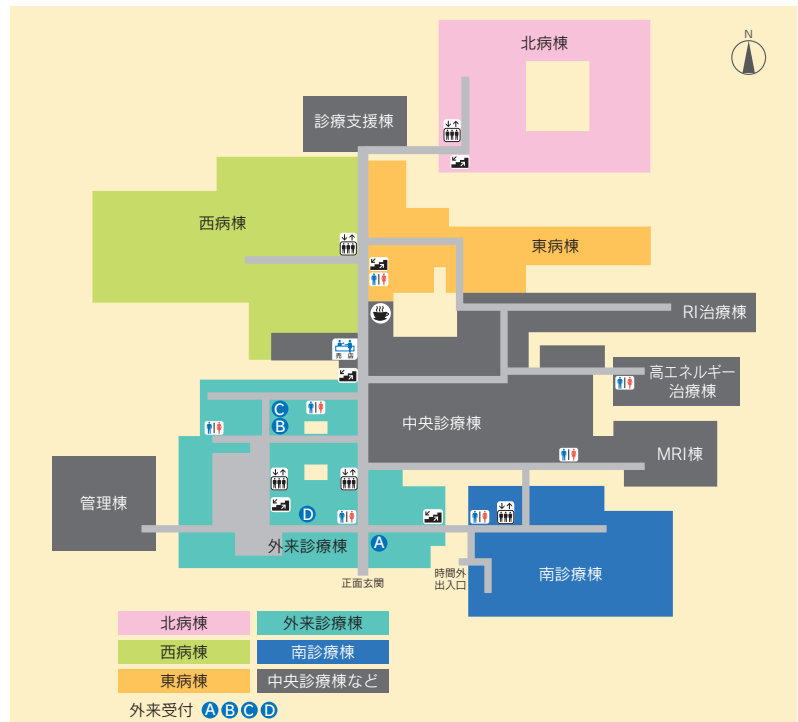 北病棟
N
診療支援棟
西病棟
東病棟
RI治療棟
売店
高エネルギー
治療棟
C
B
中央診療棟
MRI棟
管理棟
D
A
外来診療棟
正面玄関
時間外
出入口
南診療棟
北病棟
外来診療棟
西病棟
南診療棟
東病棟
中央診療棟など
外来受付 A B C D